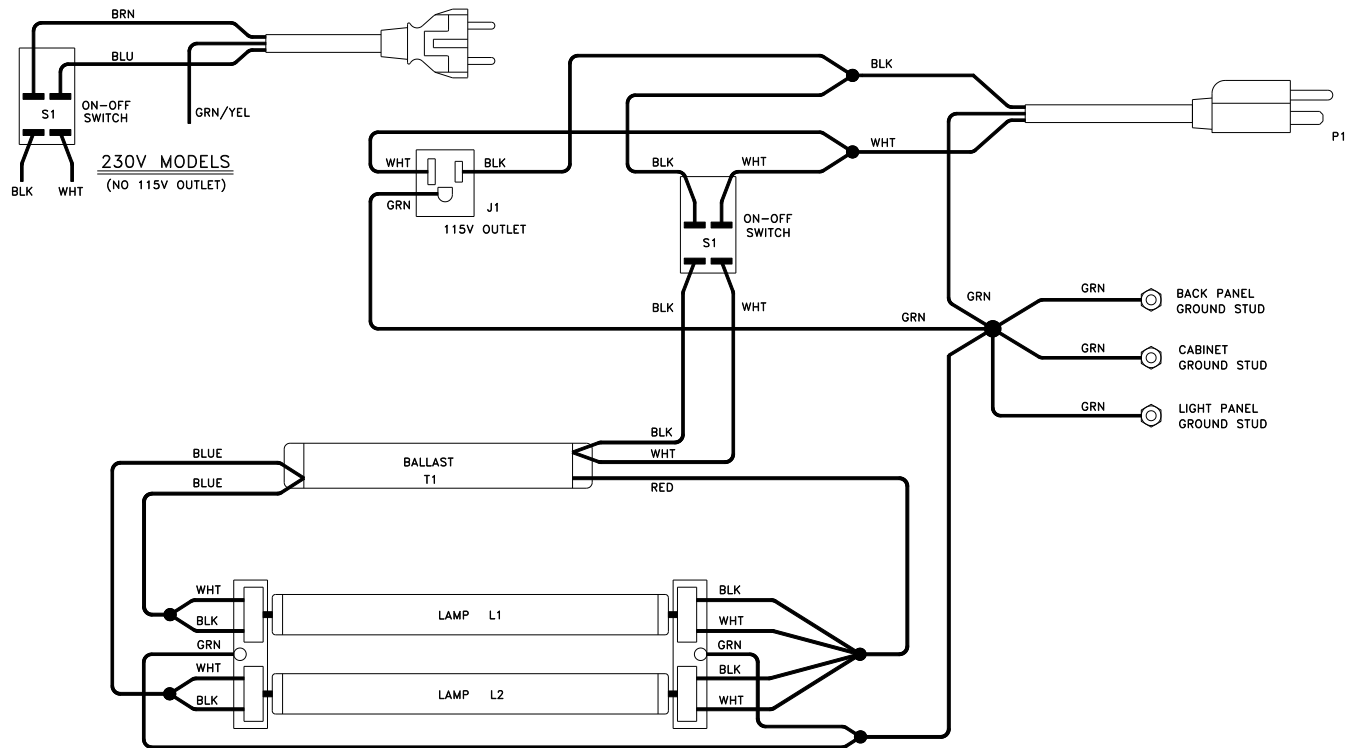 BRN
BLU
GRN/YEL
S1
ON-OFF
SWITCH
BLK
WHT
230V MODELS
(NO 115V OUTLET)
BLK
WHT
P1
WHT
BLK
GRN
J1
115V OUTLET
BLK
WHT
S1
ON-OFF
SWITCH
BLK
WHT
GRN
GRN
GRN
BACK PANEL
GROUND STUD
GRN
CABINET
GROUND STUD
GRN
LIGHT PANEL
GROUND STUD
BLUE
BLUE
BALLAST
T1
BLK
WHT
RED
WHT
BLK
GRN
WHT
BLK
LAMP L1
LAMP L2
BLK
WHT
GRN
BLK
WHT